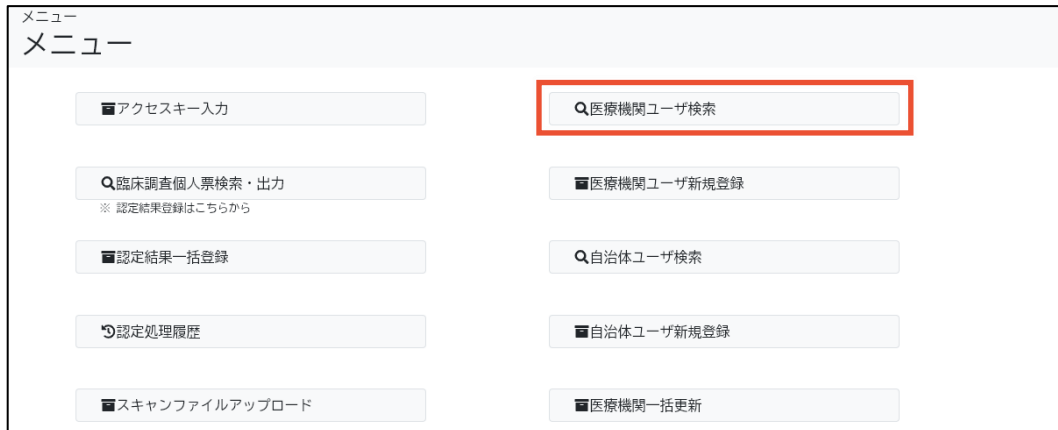 メニュー
メニュー
アクセスキー入力
医療機関ユーザ検索
臨床調査個人票検索・出力
医療機関ユーザ新規登録
※ 認定結果登録はこちらから
認定結果一括登録
自治体ユーザ検索
認定処理履歴
自治体ユーザ新規登録
スキャンファイルアップロード
医療機関一括更新